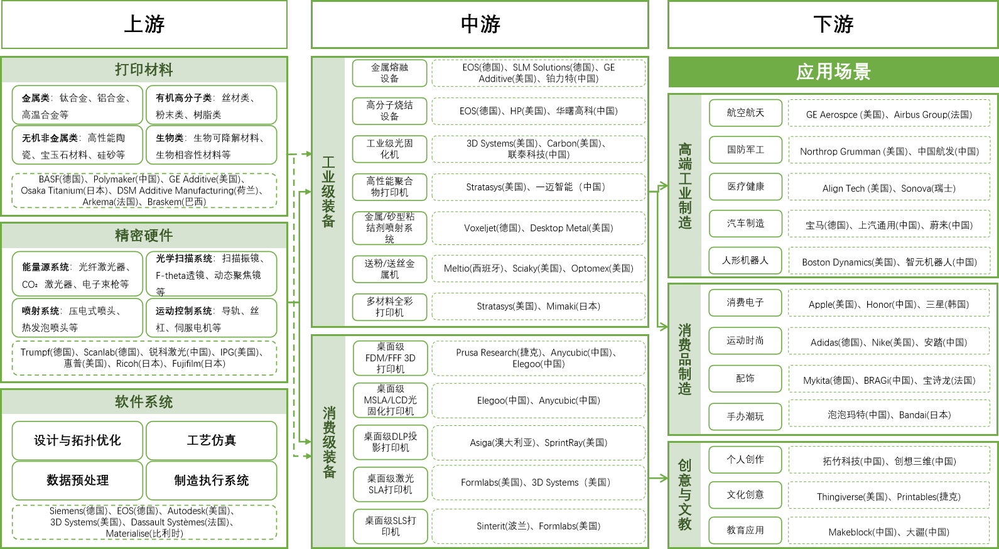 上游
打印材料
金属类：钛合金、铝合金、
高温合金等
有机高分子类：丝材类、
粉末类、树脂类
无机非金属类：高性能陶
瓷、宝玉石材料、硅砂等
生物类：生物可降解材料、
生物相容性材料等
BASF(德国)、Polymaker(中国)、GE Additive(美国)、
Osaka Titanium(日本)、DSM Additive Manufacturing(荷兰)、
Arkema(法国)、Braskem(巴西)
精密硬件
能量源系统：光纤激光器、
CO₂ 激光器、电子束枪等
光学扫描系统：扫描振镜、
F-theta透镜、动态聚焦镜
等
喷射系统：压电式喷头、
热发泡喷头等
运动控制系统：导轨、丝
杠、伺服电机等
Trumpf(德国)、Scanlab(德国)、锐科激光(中国)、IPG(美国)、
惠普(美国)、Ricoh(日本)、Fujifilm(日本)
软件系统
设计与拓扑优化
工艺仿真
数据预处理
制造执行系统
Siemens(德国)、EOS(德国)、Autodesk(美国)、
3D Systems(美国)、Dassault Systèmes(法国)、
Materialise(比利时)
中游
工业级装备
金属熔融
设备
EOS(德国)、SLM Solutions(德国)、GE
Additive(美国)、铂力特(中国)
高分子烧结
设备
EOS(德国)、HP(美国)、华曙高科(中国)
工业级光固
化机
3D Systems(美国)、Carbon(美国)、
联泰科技(中国)
高性能聚合
物打印机
Stratasys(美国)、一迈智能（中国）
金属/砂型粘
结剂喷射系
统
Voxeljet(德国)、Desktop Metal(美国)
送粉/送丝金
属机
Meltio(西班牙)、Sciaky(美国)、Optomex(美国)
多材料全彩
打印机
Stratasys(美国)、Mimaki(日本)
消费级装备
桌面级
FDM/FFF 3D
打印机
Prusa Research(捷克)、Anycubic(中国)、
Elegoo(中国)
桌面级
MSLA/LCD光
固化打印机
Elegoo(中国)、Anycubic(中国)
桌面级DLP投
影打印机
Asiga(澳大利亚)、SprintRay(美国)
桌面级激光
SLA打印机
Formlabs(美国)、3D Systems（美国）
桌面级SLS打
印机
Sinterit(波兰)、Formlabs(美国)
下游
应用场景
高端工业制造
航空航天
GE Aerospce (美国)、Airbus Group(法国)
国防军工
Northrop Grumman (美国)、中国航发(中国)
医疗健康
Align Tech (美国)、Sonova(瑞士)
汽车制造
宝马(德国)、上汽通用(中国)、蔚来(中国)
人形机器人
Boston Dynamics(美国)、智元机器人(中国)
消费品制造
消费电子
Apple(美国)、Honor(中国)、三星(韩国)
运动时尚
Adidas(德国)、Nike(美国)、安踏(中国)
配饰
Mykita(德国)、BRAGi(中国)、宝诗龙(法国)
手办潮玩
泡泡玛特(中国)、Bandai(日本)
创意与文教
个人创作
拓竹科技(中国)、创想三维(中国)
文化创意
Thingiverse(美国)、Printables(捷克)
教育应用
Makeblock(中国)、大疆(中国)